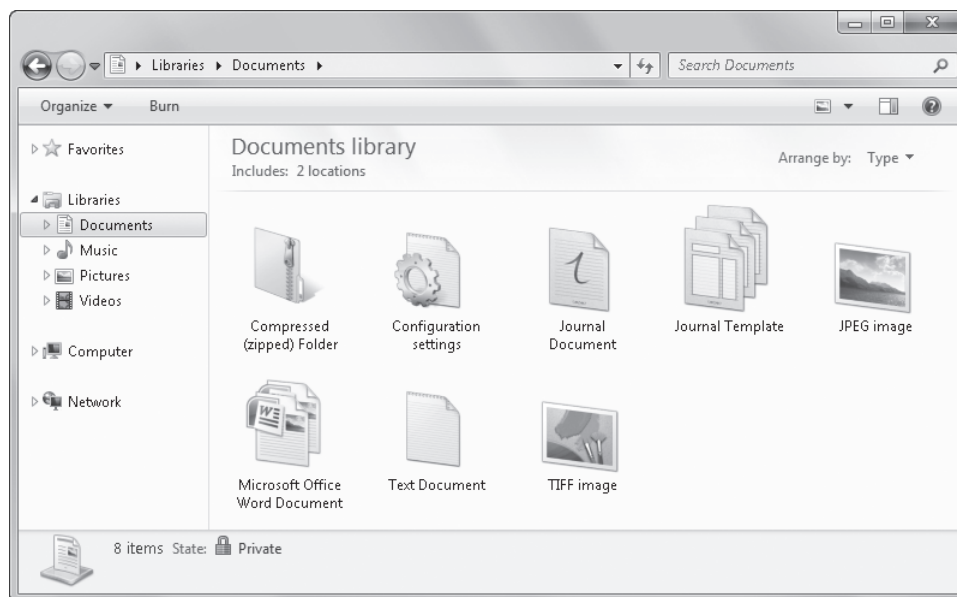 Libraries Documents
Search Documents
Organize Burn
Favorites
Libraries
Documents
Music
Pictures
Videos
Computer
Network
Documents library
Includes: 2 locations
Arrange by: Type
Compressed
(zipped) Folder
Configuration
settings
Journal
Document
Journal Template
JPEG image
Microsoft Office
Word Document
Text Document
TIFF image
8 items State: Private